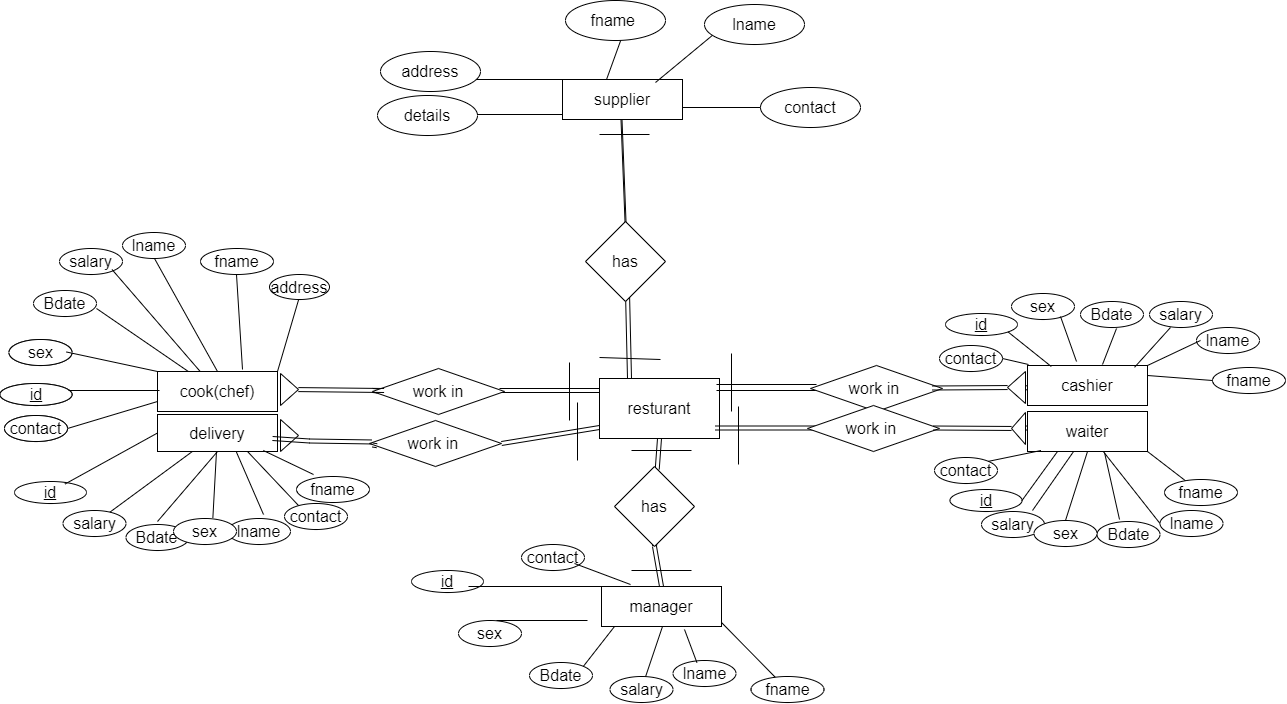 fname
lname
address
supplier
details
contact
has
lname
salary
fname
address
Bdate
sex
id
contact
cook(chef)
work in
delivery
work in
id
salary
Bdate
sex
lname
contact
fname
resturant
work in
work in
id
sex
Bdate
salary
lname
contact
fname
cashier
waiter
contact
id
salary
sex
Bdate
lname
fname
has
contact
id
manager
sex
Bdate
salary
lname
fname